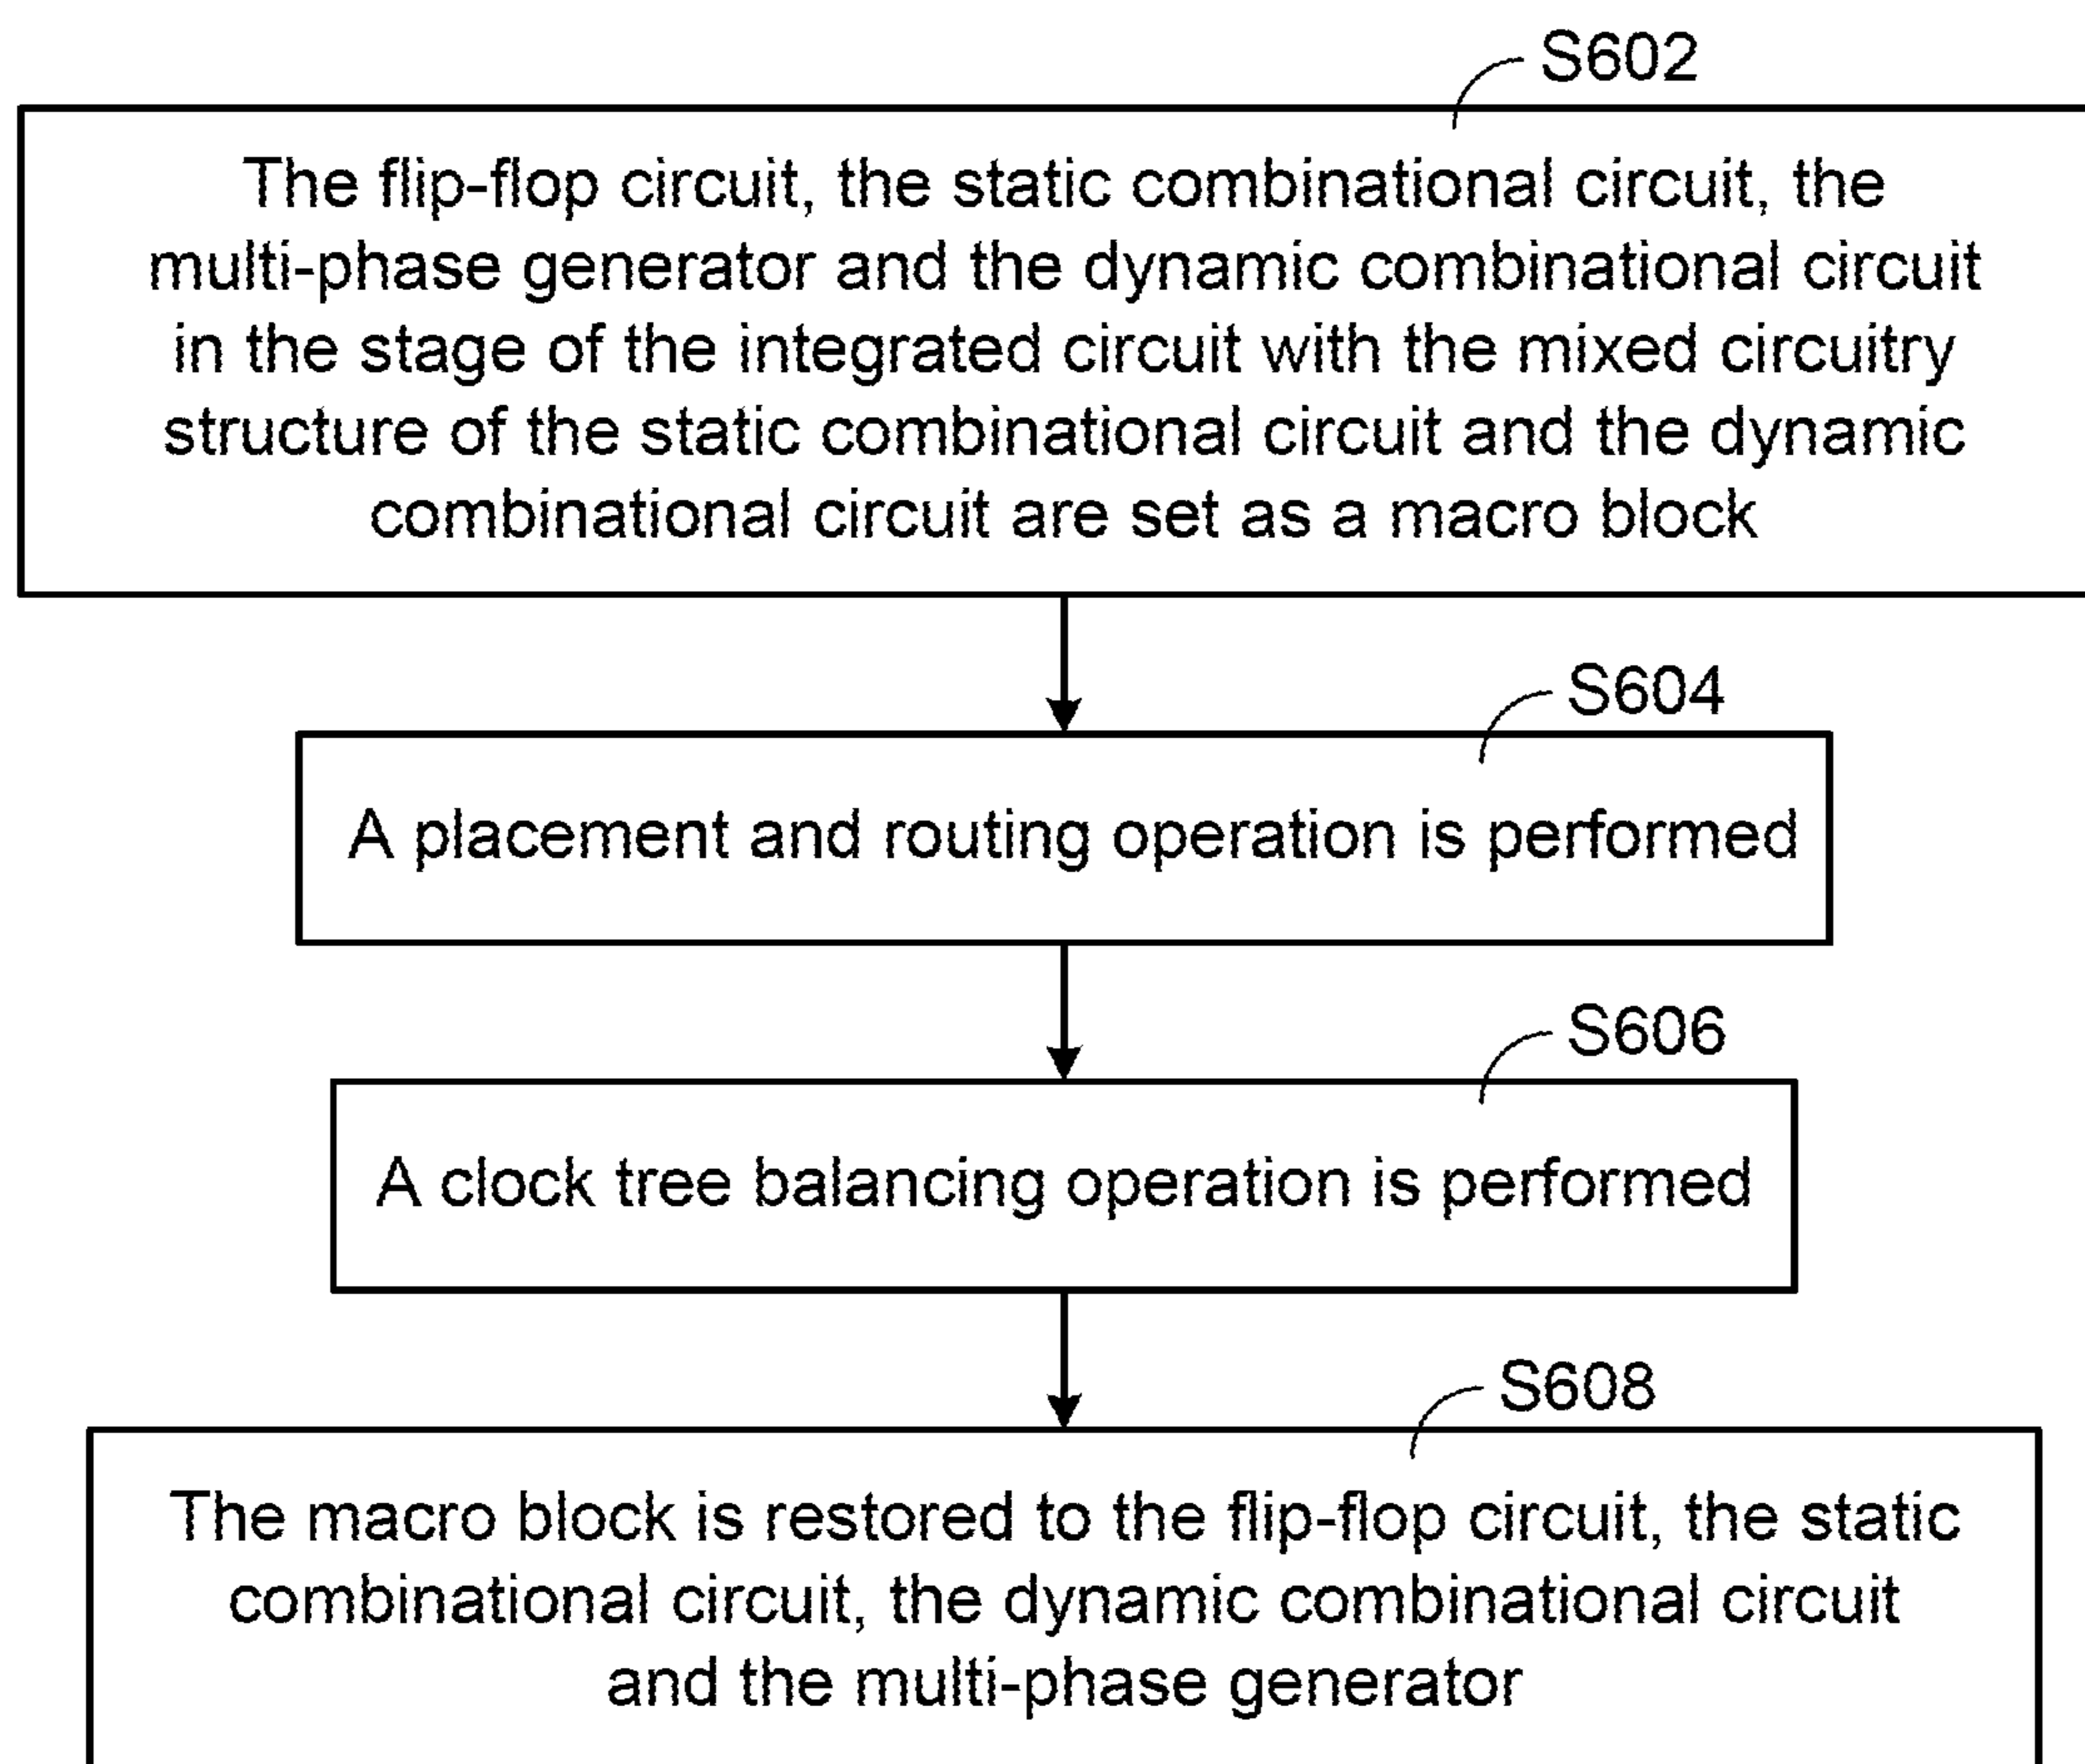 S602
The flip-flop circuit, the static combinational circuit, the
multi-phase generator and the dynamic combinational circuit
in the stage of the integrated circuit with the mixed circuitry
structure of the static combinational circuit and the dynamic
combinational circuit are set as a macro block
S604
A placement and routing operation is performed
S606
A clock tree balancing operation is performed
S608
The macro block is restored to the flip-flop circuit, the static
combinational circuit, the dynamic combinational circuit
and the multi-phase generator